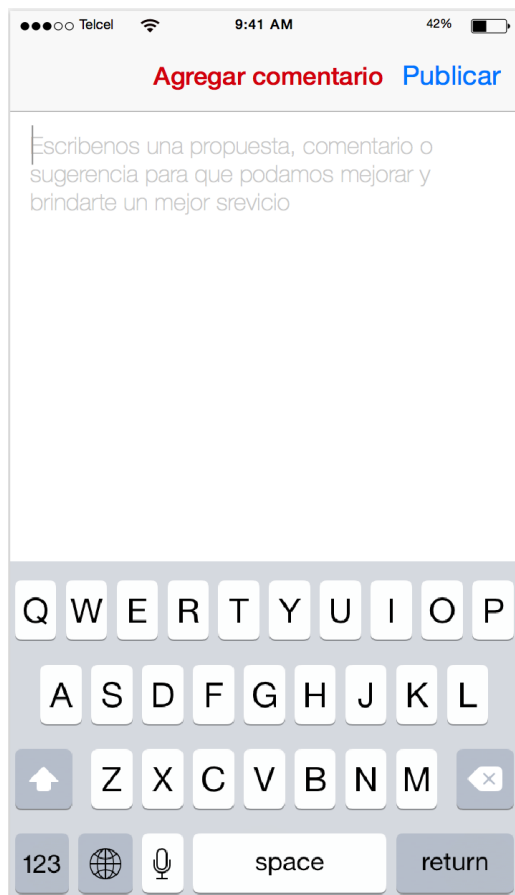 Telcel 9:41 AM 42%
Agregar comentario Publicar
Escribenos una propuesta, comentario o
sugerencia para que podamos mejorar y
brindarte un mejor srevicio
Q W E R T Y U I O P
A S D F G H J K L
Z X C V B N M
123 space return